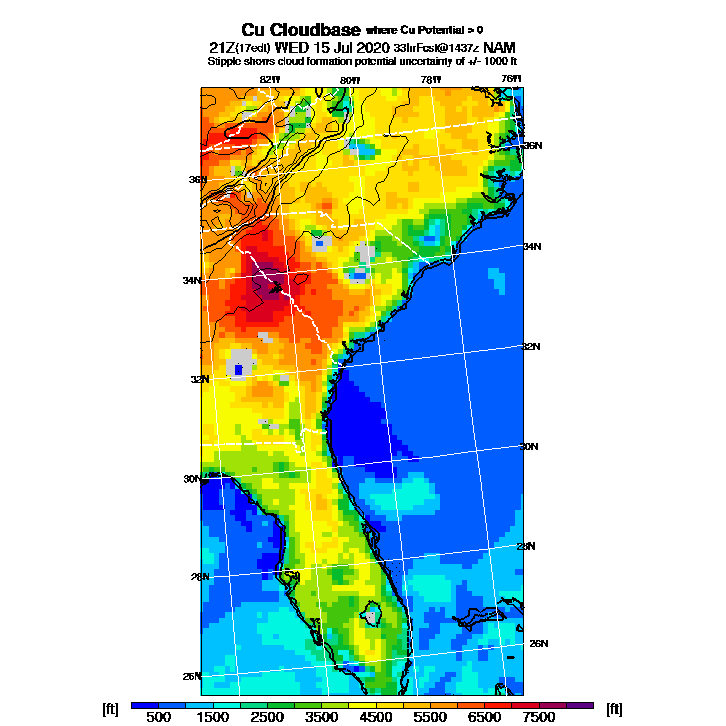 Cu Cloudbase where Cu Potential > 0
21Z(17edt) WED 15 Jul 2020 33hrFcst@1437z NAM
Stipple shows cloud formation potential uncertainty of +/- 1000 ft
82W 80W 78W 76W
36N
36N
34N
34N
32N
32N
30N
30N
28N
28N
26N
26N
[ft] 500 1500 2500 3500 4500 5500 6500 7500 [ft]